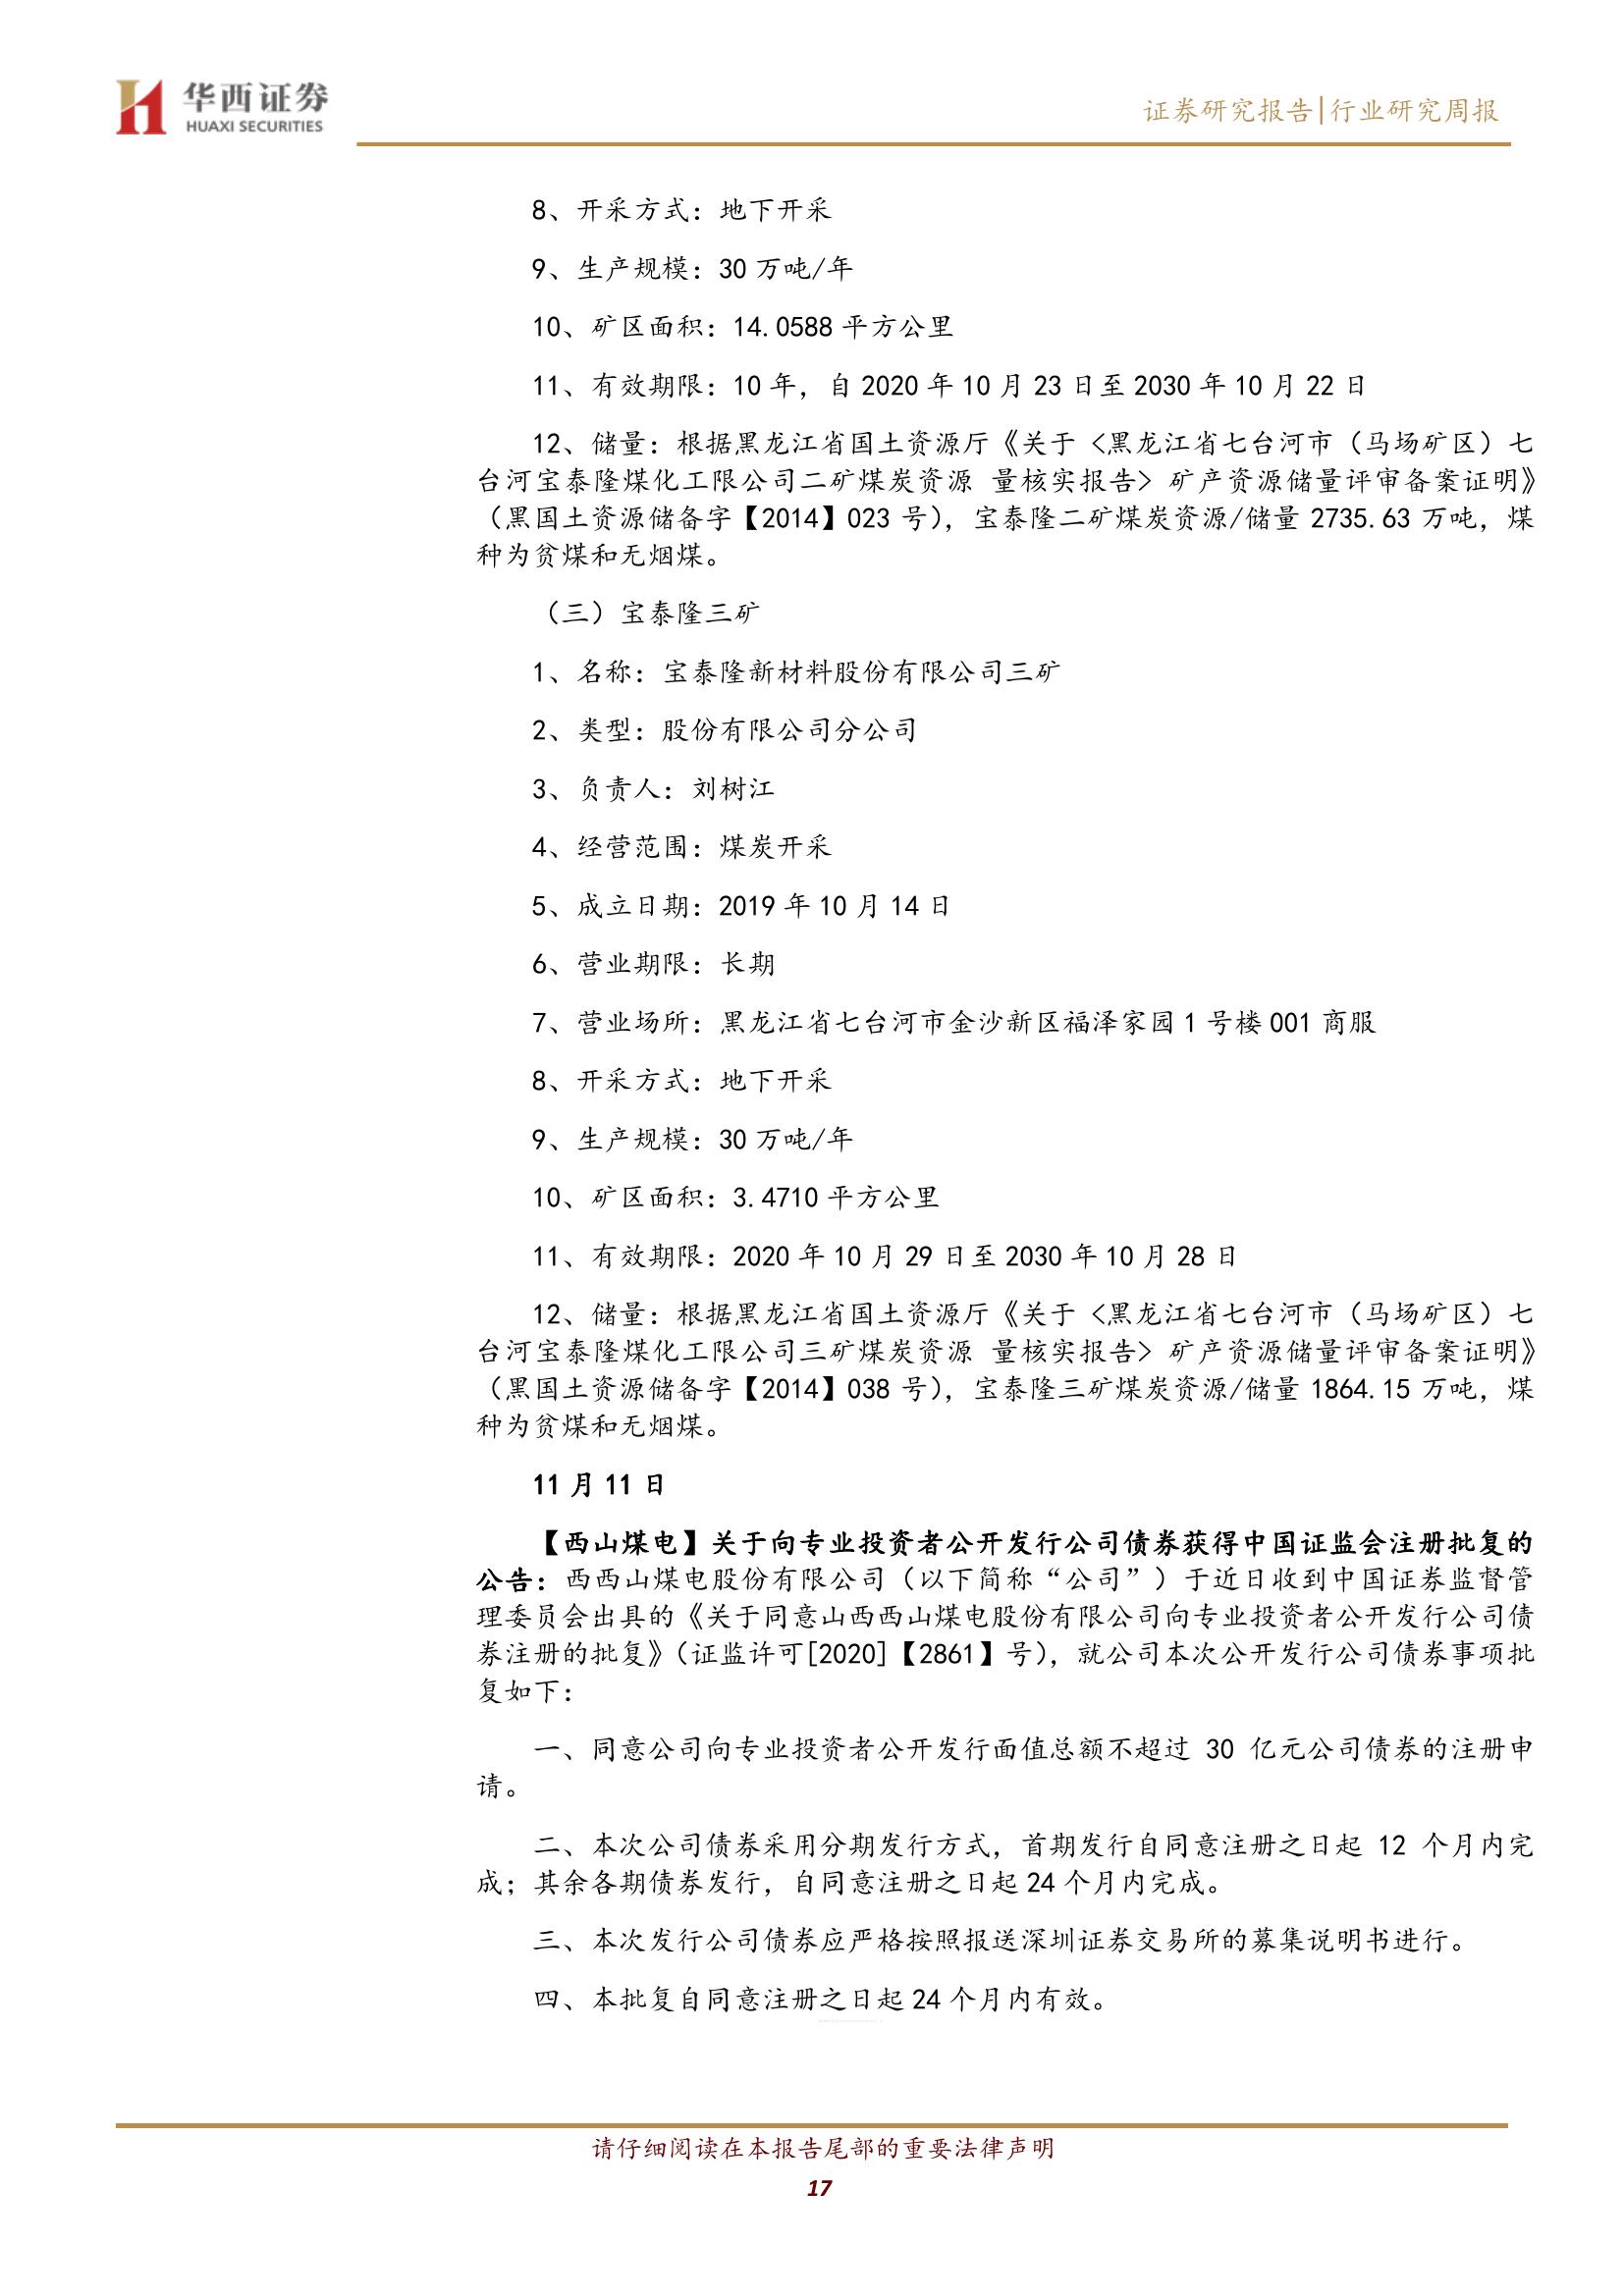 华西证券
HUAXI SECURITIES
证券研究报告|行业研究周报
8、开采方式：地下开采
9、生产规模：30 万吨/年
10、矿区面积：14.0588 平方公里
11、有效期限：10 年，自 2020 年 10 月 23 日至 2030 年 10 月 22 日
12、储量：根据黑龙江省国土资源厅《关于 <黑龙江省七台河市（马场矿区）七
台河宝泰隆煤化工限公司二矿煤炭资源 量核实报告> 矿产资源储量评审备案证明》
（黑国土资源储备字【2014】023 号），宝泰隆二矿煤炭资源/储量 2735.63 万吨，煤
种为贫煤和无烟煤。
（三）宝泰隆三矿
1、名称：宝泰隆新材料股份有限公司三矿
2、类型：股份有限公司分公司
3、负责人：刘树江
4、经营范围：煤炭开采
5、成立日期：2019 年 10 月 14 日
6、营业期限：长期
7、营业场所：黑龙江省七台河市金沙新区福泽家园 1 号楼 001 商服
8、开采方式：地下开采
9、生产规模：30 万吨/年
10、矿区面积：3.4710 平方公里
11、有效期限：2020 年 10 月 29 日至 2030 年 10 月 28 日
12、储量：根据黑龙江省国土资源厅《关于 <黑龙江省七台河市（马场矿区）七
台河宝泰隆煤化工限公司三矿煤炭资源 量核实报告> 矿产资源储量评审备案证明》
（黑国土资源储备字【2014】038 号），宝泰隆三矿煤炭资源/储量 1864.15 万吨，煤
种为贫煤和无烟煤。
11 月 11 日
【西山煤电】关于向专业投资者公开发行公司债券获得中国证监会注册批复的
公告：西西山煤电股份有限公司（以下简称“公司”）于近日收到中国证券监督管
理委员会出具的《关于同意山西西山煤电股份有限公司向专业投资者公开发行公司债
券注册的批复》（证监许可[2020]【2861】号），就公司本次公开发行公司债券事项批
复如下：
一、同意公司向专业投资者公开发行面值总额不超过 30 亿元公司债券的注册申
请。
二、本次公司债券采用分期发行方式，首期发行自同意注册之日起 12 个月内完
成；其余各期债券发行，自同意注册之日起 24 个月内完成。
三、本次发行公司债券应严格按照报送深圳证券交易所的募集说明书进行。
四、本批复自同意注册之日起 24 个月内有效。
请仔细阅读在本报告尾部的重要法律声明
17